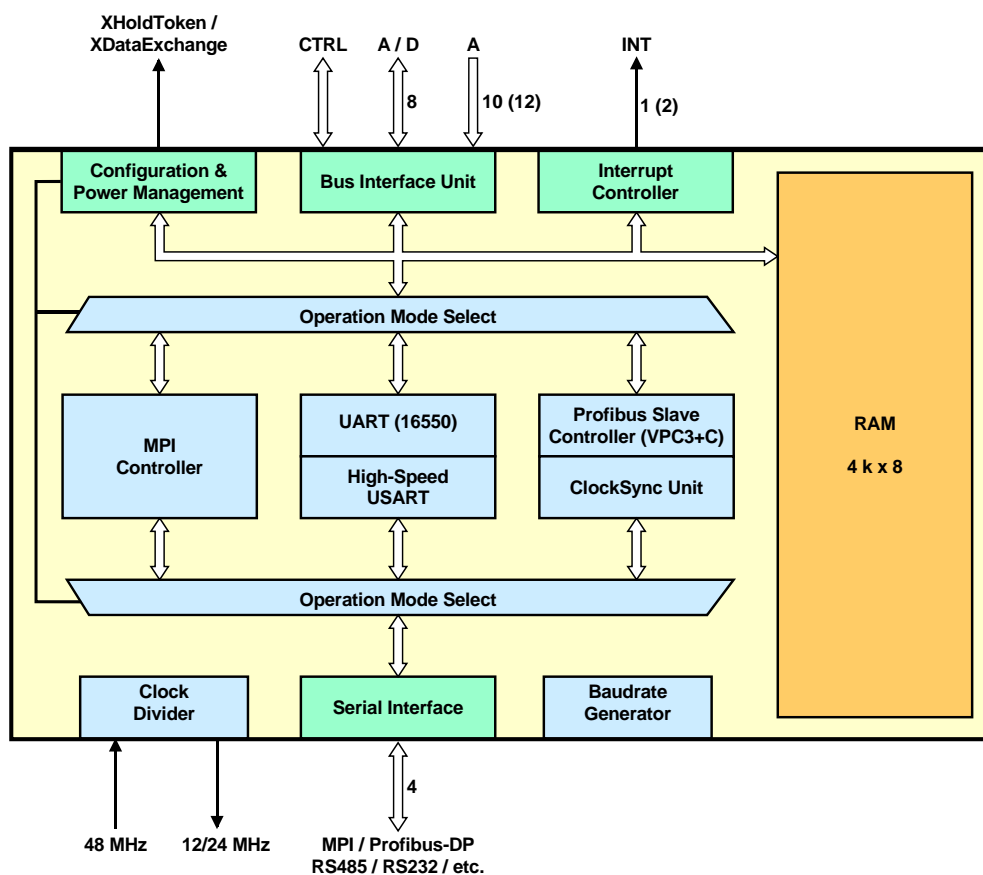 XHoldToken /
XDataExchange
CTRL
A / D
A
INT
8
10 (12)
1 (2)
Configuration &
Power Management
Bus Interface Unit
Interrupt
Controller
Operation Mode Select
MPI
Controller
UART (16550)
High-Speed
USART
Profibus Slave
Controller (VPC3+C)
ClockSync Unit
RAM
4 k x 8
Operation Mode Select
Clock
Divider
Serial Interface
Baudrate
Generator
4
48 MHz
12/24 MHz
MPI / Profibus-DP
RS485 / RS232 / etc.